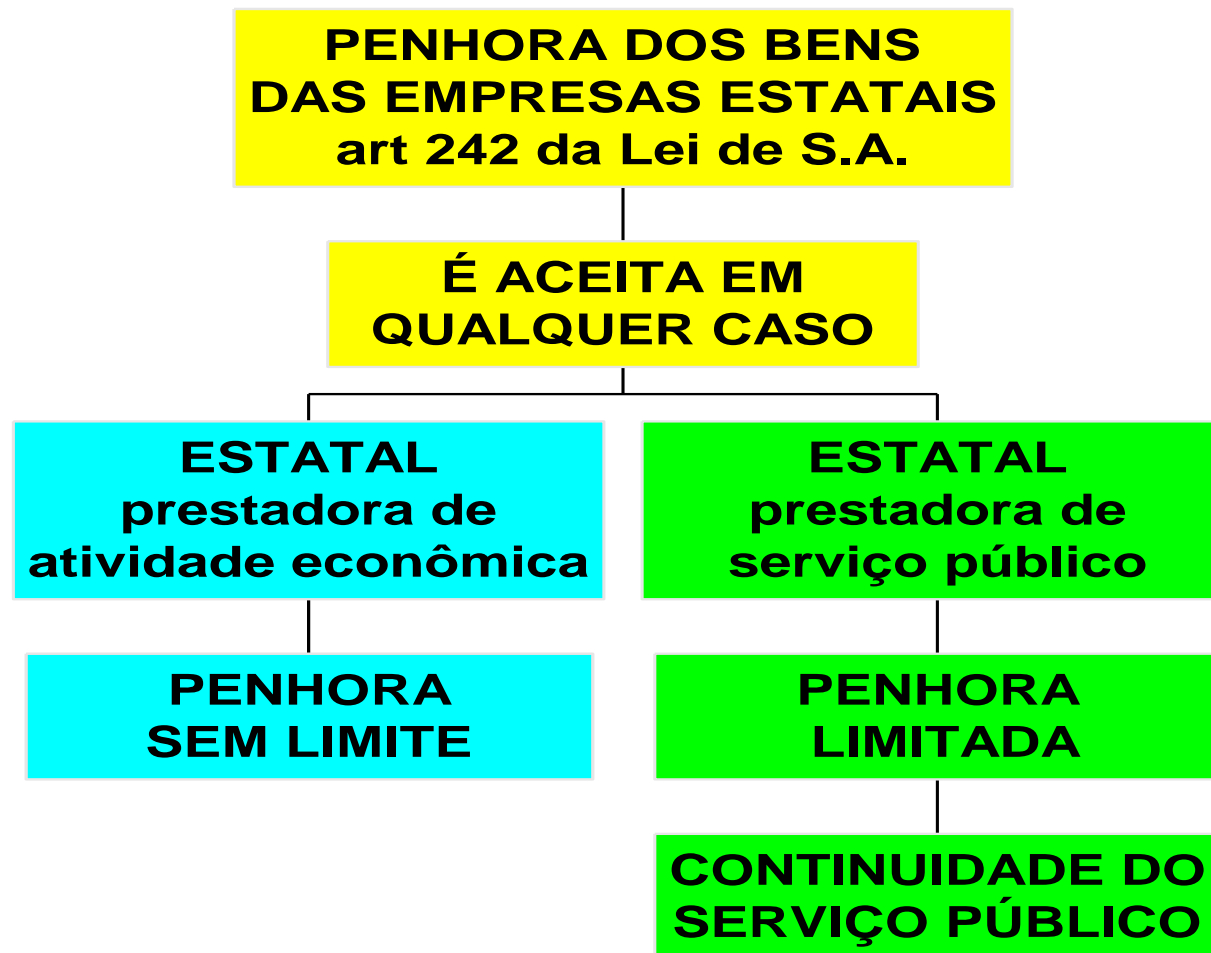 PENHORA DOS BENS
DAS EMPRESAS ESTATAIS
art 242 da Lei de S.A.
É ACEITA EM
QUALQUER CASO
ESTATAL
prestadora de
atividade econômica
ESTATAL
prestadora de
serviço público
PENHORA
SEM LIMITE
PENHORA
LIMITADA
CONTINUIDADE DO
SERVIÇO PÚBLICO